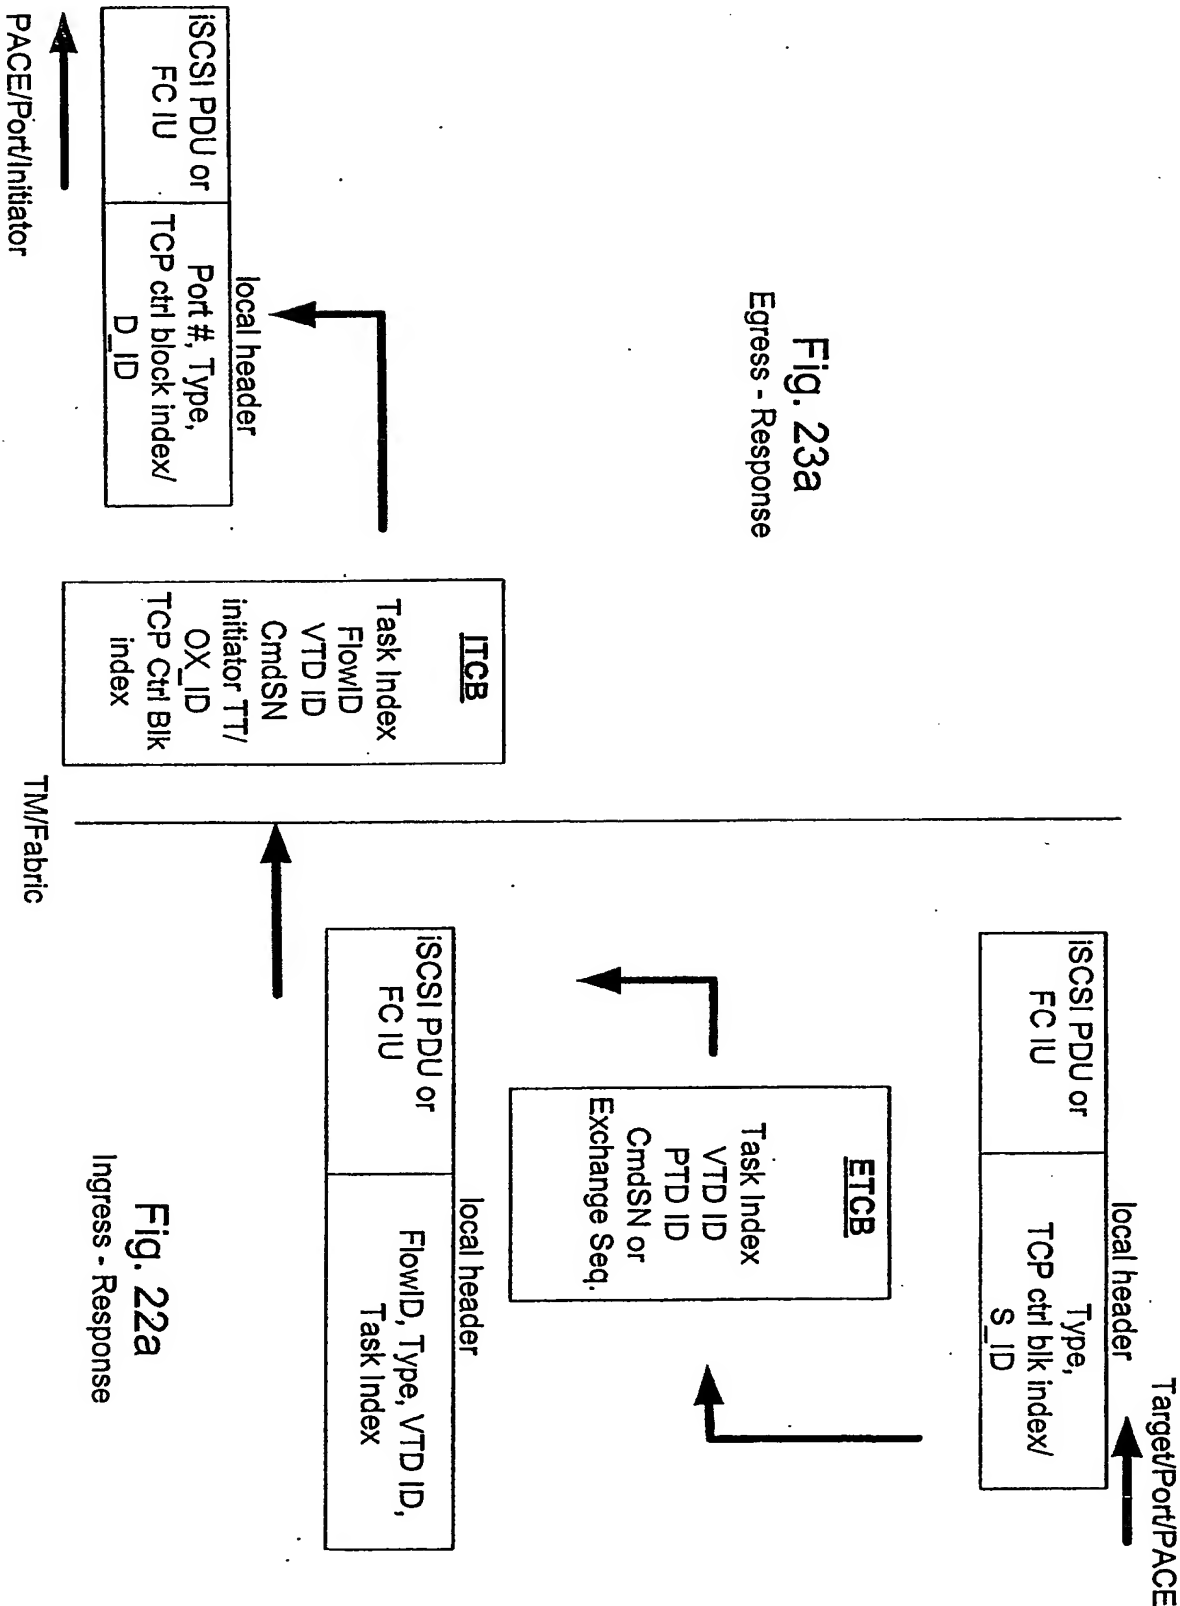 Target/Port/PACE
local header
iSCSI PDU or
FC IU
Type,
TCP ctrl blk index/
S_ID
ETCB
Task Index
VTD ID
PTD ID
CmdSN or
Exchange Seq.
local header
iSCSI PDU or
FC IU
FlowID, Type, VTD ID,
Task Index
Fig. 22a
Ingress - Response
TM/Fabric
Fig. 23a
Egress - Response
ITCB
Task Index
FlowID
VTD ID
CmdSN
initiator TT/
OX_ID
TCP Ctrl Blk
index
local header
iSCSI PDU or
FC IU
Port #, Type,
TCP ctrl block index/
D_ID
PACE/Port/Initiator